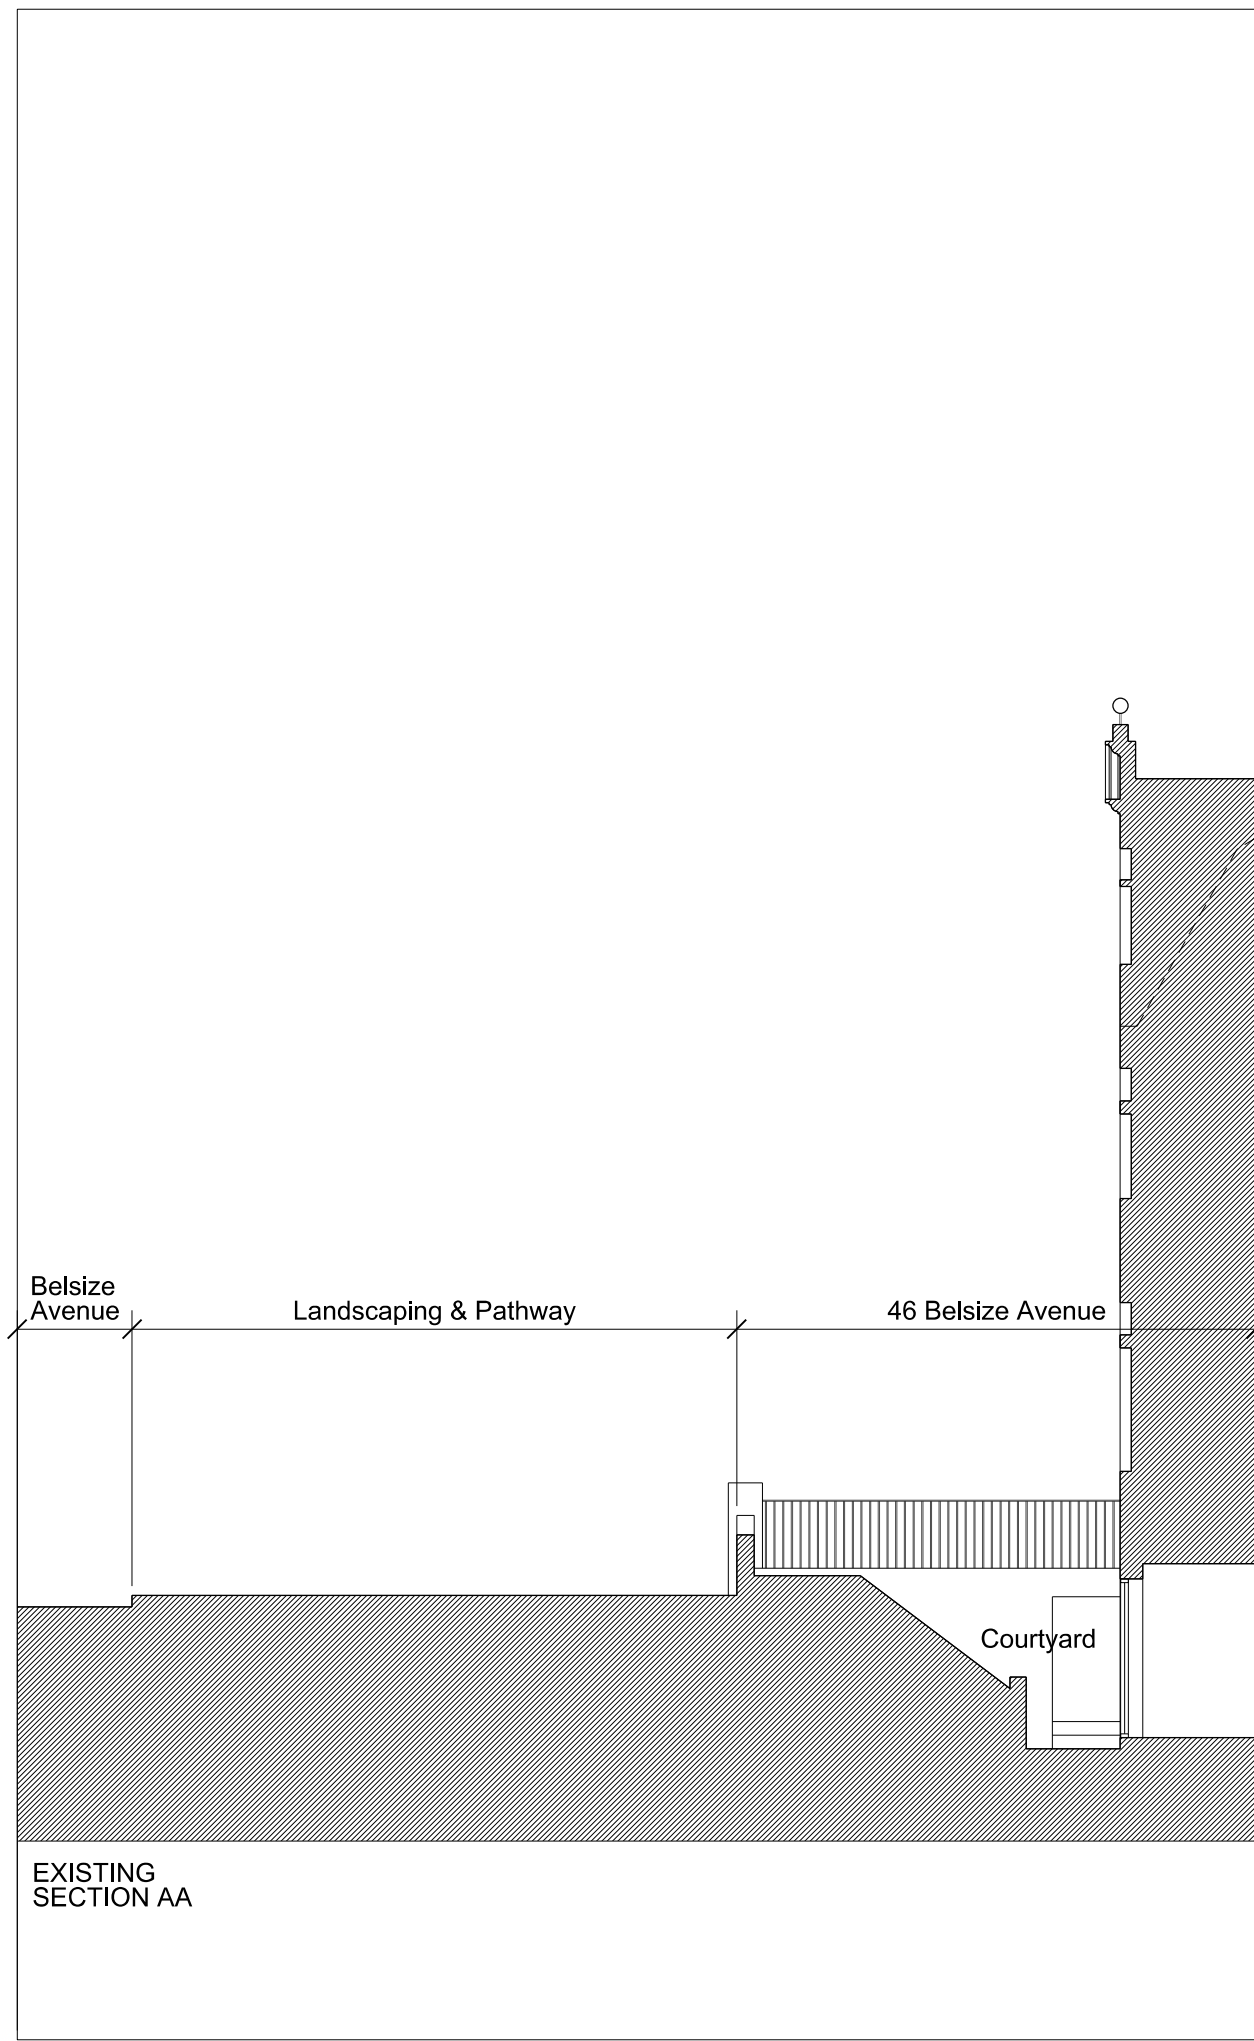 Belsize
Avenue
Landscaping & Pathway
46 Belsize Avenue
Courtyard
EXISTING
SECTION AA